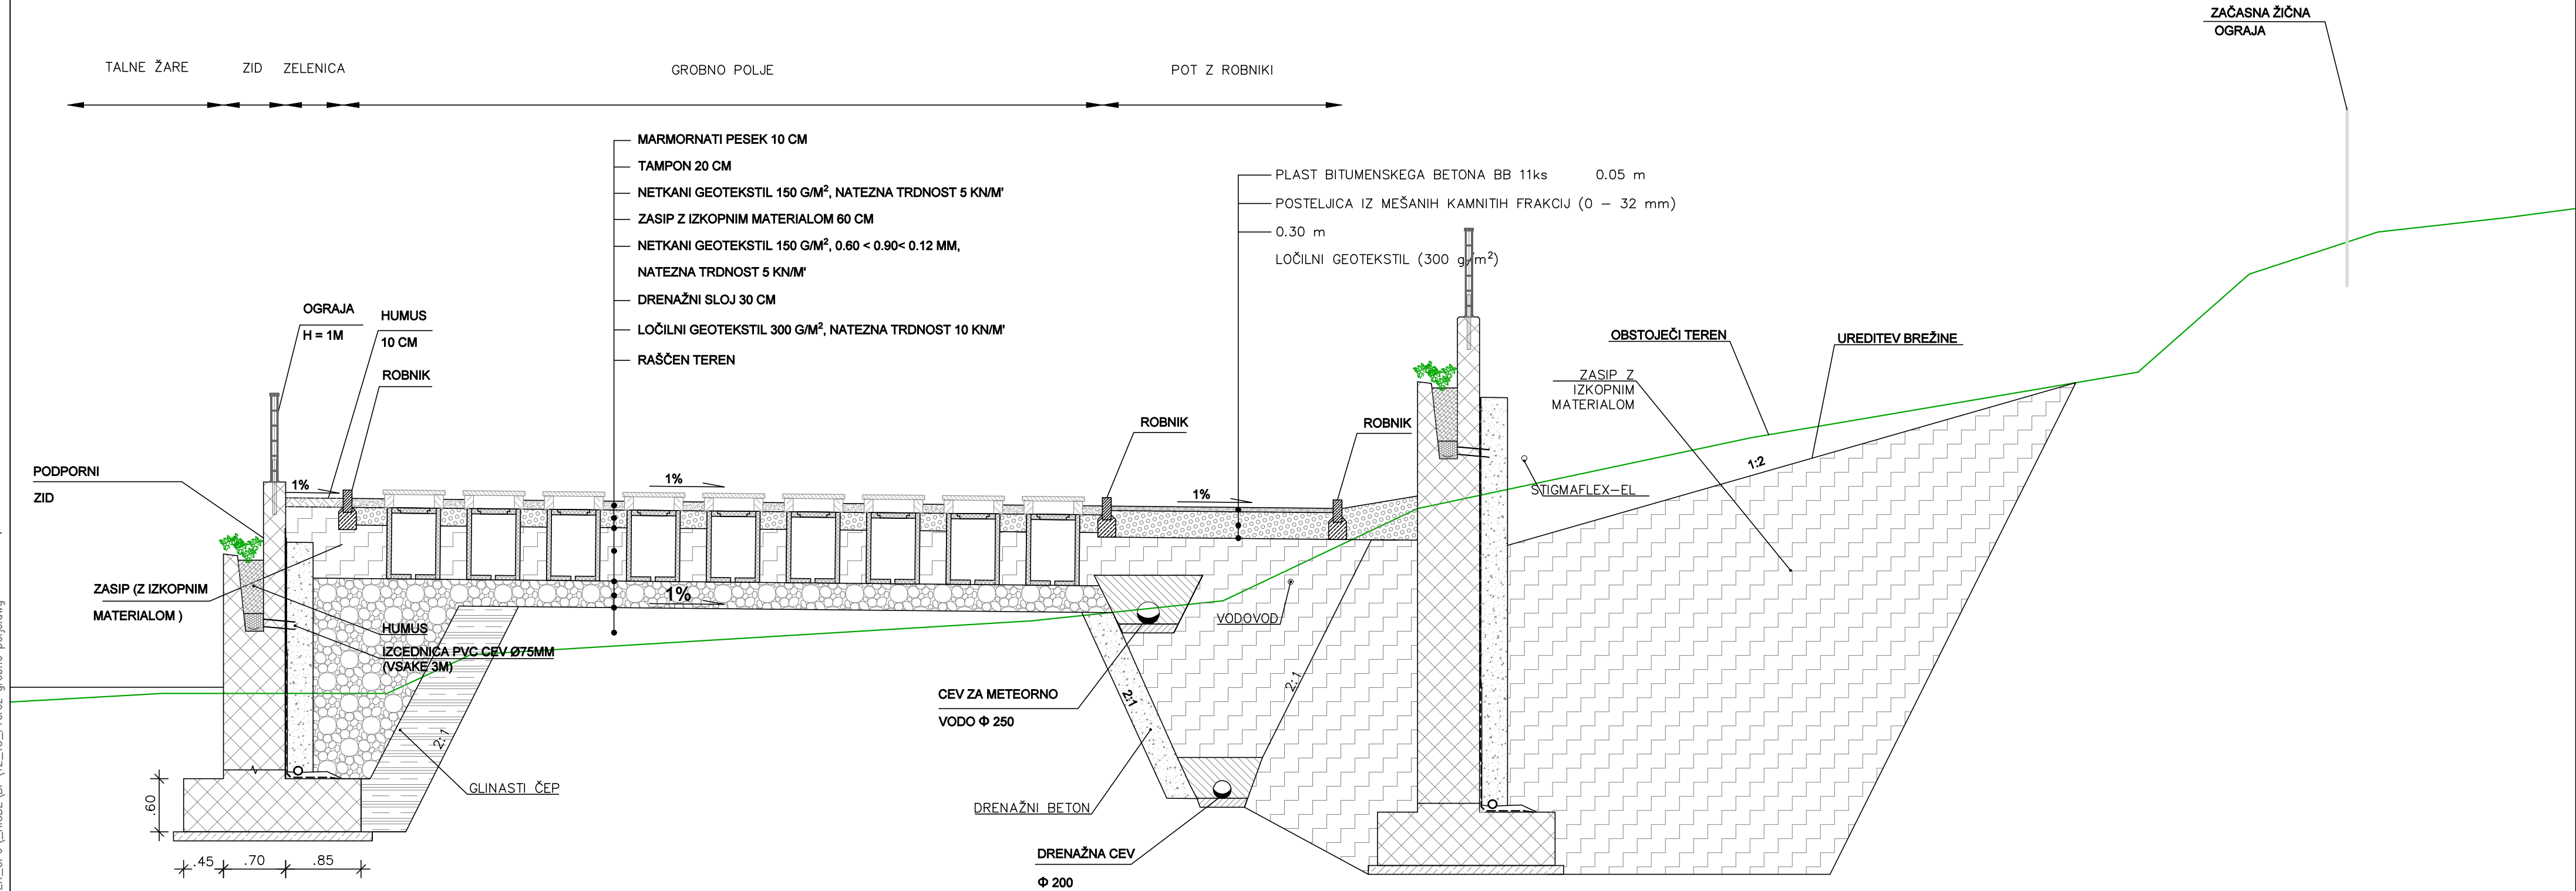 ZAČASNA ŽIČNA
OGRAJA
TALNE ŽARE
ZID
ZELENICA
GROBNO POLJE
POT Z ROBNIKI
MARMORNATI PESEK 10 CM
TAMPON 20 CM
NETKANI GEOTEKSTIL 150 G/M², NATEZNA TRDNOST 5 KN/M'
ZASIP Z IZKOPNIM MATERIALOM 60 CM
NETKANI GEOTEKSTIL 150 G/M², 0.60 < 0.90< 0.12 MM,
NATEZNA TRDNOST 5 KN/M'
DRENAŽNI SLOJ 30 CM
LOČILNI GEOTEKSTIL 300 G/M², NATEZNA TRDNOST 10 KN/M'
RAŠČEN TEREN
PLAST BITUMENSKEGA BETONA BB 11ks 0.05 m
POSTELJICA IZ MEŠANIH KAMNITIH FRAKCIJ (0 – 32 mm)
0.30 m
LOČILNI GEOTEKSTIL (300 g/m²)
OGRAJA
H = 1M
HUMUS
10 CM
ROBNIK
OBSTOJEČI TEREN
UREDITEV BREŽINE
ZASIP Z
IZKOPNIM
MATERIALOM
ROBNIK
ROBNIK
PODPORNI
ZID
1%
1%
1%
1:2
STIGMAFLEX–EL
ZASIP (Z IZKOPNIM
MATERIALOM )
1%
HUMUS
VODOVOD
IZCEDNICA PVC CEV Ø75MM
(VSAKE 3M)
CEV ZA METEORNO
VODO Φ 250
2:1
2:1
2:1
GLINASTI ČEP
DRENAŽNI BETON
.60
DRENAŽNA CEV
Φ 200
.45
.70
.85